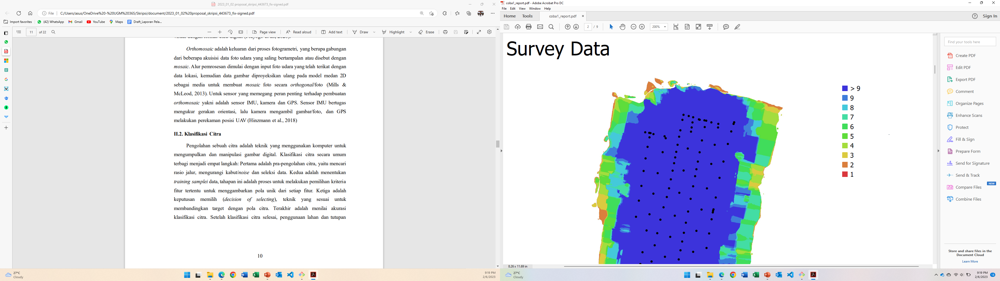 2023_01_02 proposal_skripsi_443673_fix-signed.pdf
File
C:/Users/asus/OneDrive%20-%20UGM%20365/Skripsi/document/2023_01_02%20proposal_skripsi_443673_fix-signed.pdf
Import favorites
(42) WhatsApp
Gmail
YouTube
Maps
Draft_Laporan Pela...
11 of 22
Page view
Read aloud
Add text
Draw
Highlight
Erase
Orthomosaic adalah keluaran dari proses fotogrametri, yang berupa gabungan
dari beberapa akuisisi data foto udara yang saling bertampalan atau disebut dengan
mosaic. Alur pemrosesan dimulai dengan input foto udara yang telah terikat dengan
data lokasi, kemudian data gambar diproyeksikan ulang pada model medan 2D
sebagai media untuk membuat mosaic foto secara orthogonal/foto (Mills &
McLeod, 2013). Untuk sensor yang memegang peran penting terhadap pembuatan
orthomosaic yakni adalah sensor IMU, kamera dan GPS. Sensor IMU bertugas
mengukur gerakan orientasi, lalu kamera mengambil gambar/foto, dan GPS
melakukan perekaman posisi UAV (Hinzmann et al., 2018)
II.2. Klasifikasi Citra
Pengolahan sebuah citra adalah teknik yang menggunakan komputer untuk
mengumpulkan dan manipulasi gambar digital. Klasifikasi citra secara umum
terbagi menjadi empat langkah: Pertama adalah pra-pengolahan citra, yaitu mencari
rasio jalur, mengurangi kabut/noise dan seleksi data. Kedua adalah menentukan
training samplei data, tahapan ini adalah proses untuk melakukan pemilihan kriteria
fitur tertentu untuk menggambarkan pola unik dari setiap fitur. Ketiga adalah
keputusan memilih (decision of selecting), teknik yang sesuai untuk
membandingkan target dengan pola citra. Terakhir adalah menilai akurasi
klasifikasi citra. Setelah klasifikasi citra selesai, penggunaan lahan dan tutupan
10
27°C
Cloudy
9:19 PM
2/6/2023
coba1_report.pdf - Adobe Acrobat Pro DC
File Edit View Window Help
Home
Tools
coba1_report.pdf
Sign In
2 / 9
200%
Survey Data
> 9
9
8
7
6
5
4
3
2
1
8.26 x 11.69 in
Find your tools here
Create PDF
Edit PDF
Export PDF
Comment
Organize Pages
Enhance Scans
Protect
Fill & Sign
Prepare Form
Send for Signature
Send & Track
NEW
Compare Files
Combine Files
Store and share files in the
Document Cloud
Learn More
27°C
Cloudy
9:19 PM
2/6/2023
18